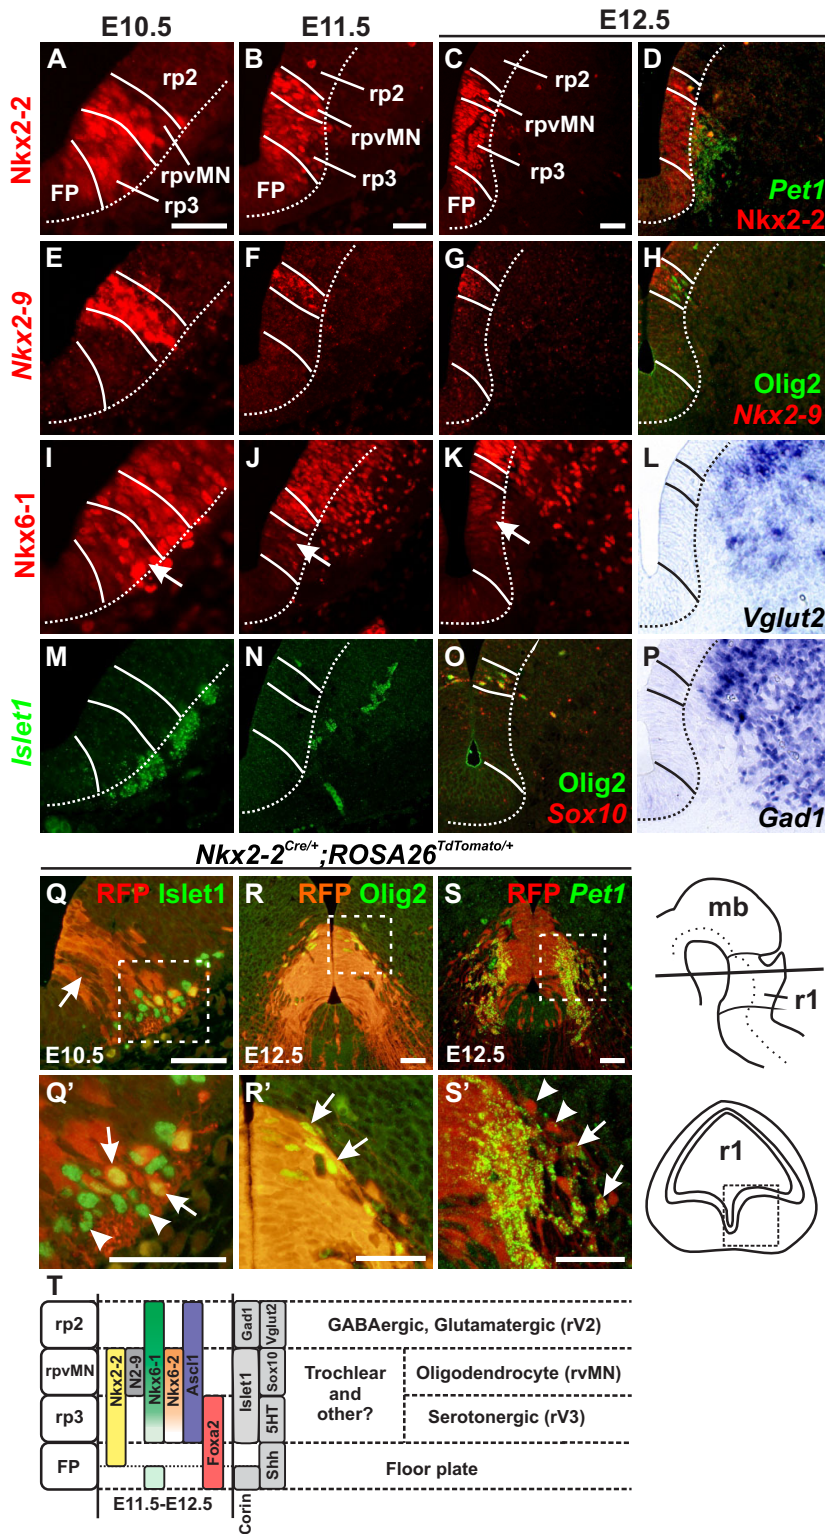 E10.5 E11.5 E12.5
Nkx2-2
A rp2 rpvMN rp3 FP
B rp2 rpvMN rp3 FP
C rp2 rpvMN rp3 FP
D Pet1 Nkx2-2
Nkx2-9
E F G H
Olig2
Nkx2-9
Nkx6-1
I J K L
Vglut2
Islet1
M N O P
Olig2
Sox10
Gad1
Nkx2-2Cre/+;ROSA26TdTomato/+
Q RFP Islet1
R RFP Olig2
S RFP Pet1
E10.5 E12.5 E12.5
mb
r1
Q' R' S'
r1
T
rp2
rpvMN
rp3
FP
Nkx2-2
N2-9
Nkx6-1
Nkx6-2
Ascl1
Foxa2
Gad1
Vglut2
Islet1
Sox10
5HT
Shh
Corin
GABAergic, Glutamatergic (rV2)
Trochlear
and
other?
Oligodendrocyte (rvMN)
Serotonergic (rV3)
Floor plate
E11.5-E12.5